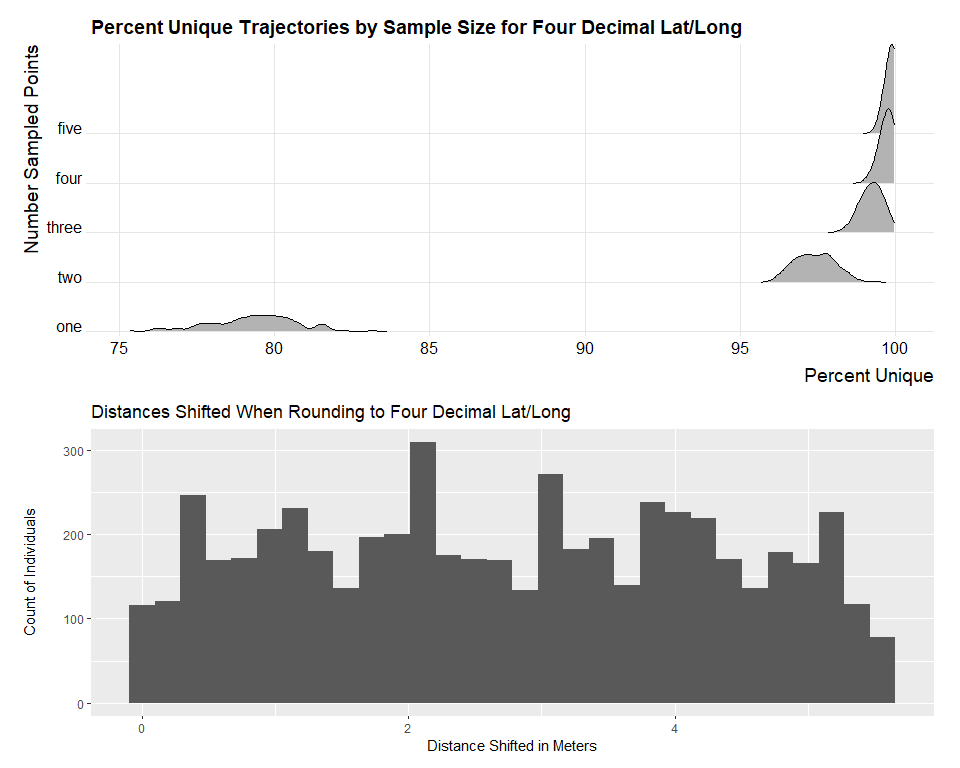 Percent Unique Trajectories by Sample Size for Four Decimal Lat/Long
Number Sampled Points
five
four
three
two
one
75 80 85 90 95 100
Percent Unique
Distances Shifted When Rounding to Four Decimal Lat/Long
Count of Individuals
300
200
100
0
0 2 4
Distance Shifted in Meters